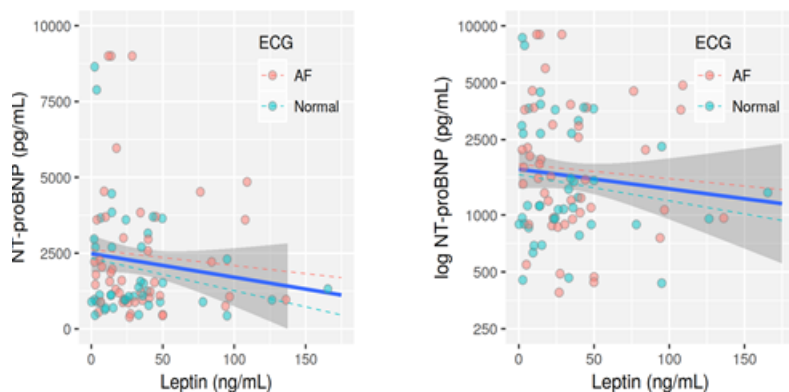 10000
7500
5000
2500
0
NT-proBNP (pg/mL)
0
50
100
150
Leptin (ng/mL)
ECG
AF
Normal
10000
5000
2500
1000
5500
250
log NT-proBNP (pg/mL)
0
50
100
150
Leptin (ng/mL)
ECG
AF
Normal